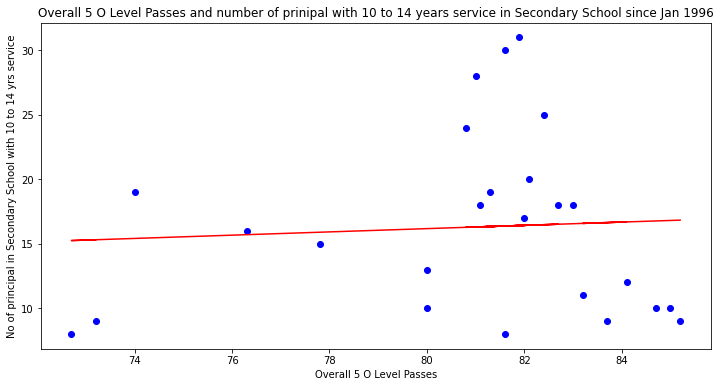 Overall 5 O Level Passes and number of prinipal with 10 to 14 years service in Secondary School since Jan 1996
No of principal in Secondary School with 10 to 14 yrs service
30
25
20
15
10
74 76 78 80 82 84
Overall 5 O Level Passes